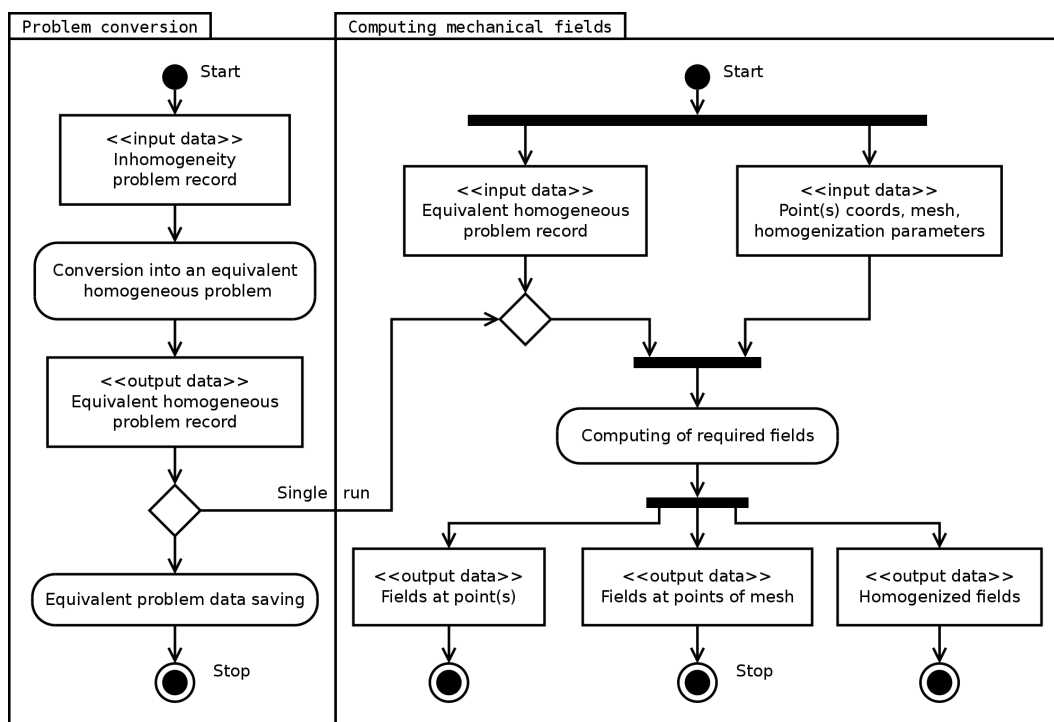 Problem conversion
Start
<<input data>>
Inhomogeneity
problem record
Conversion into an equivalent
homogeneous problem
<<output data>>
Equivalent homogeneous
problem record
Single run
Equivalent problem data saving
Stop
Computing mechanical fields
Start
<<input data>>
Equivalent homogeneous
problem record
<<input data>>
Point(s) coords, mesh,
homogenization parameters
Computing of required fields
<<output data>>
Fields at point(s)
<<output data>>
Fields at points of mesh
<<output data>>
Homogenized fields
Stop